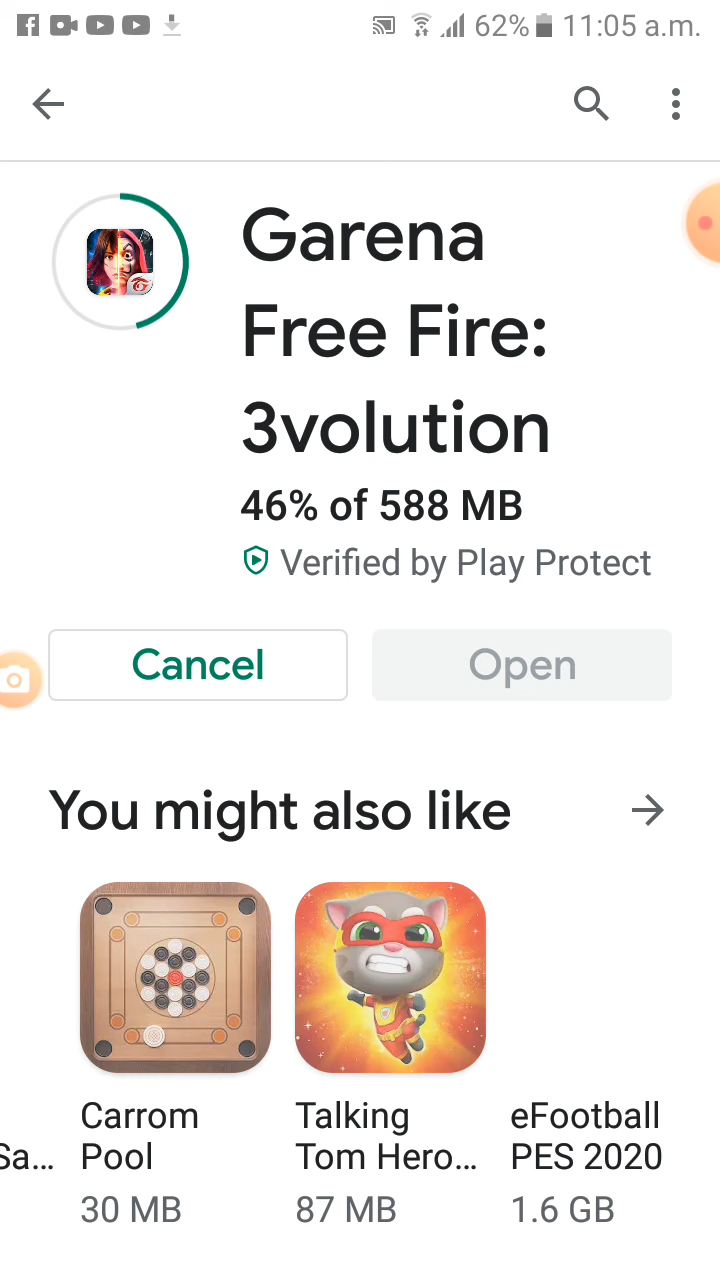 62% 11:05 a.m.
Garena
Free Fire:
3volution
46% of 588 MB
Verified by Play Protect
Cancel Open
You might also like
Carrom Talking eFootball
Sa... Pool Tom Hero... PES 2020
30 MB 87 MB 1.6 GB